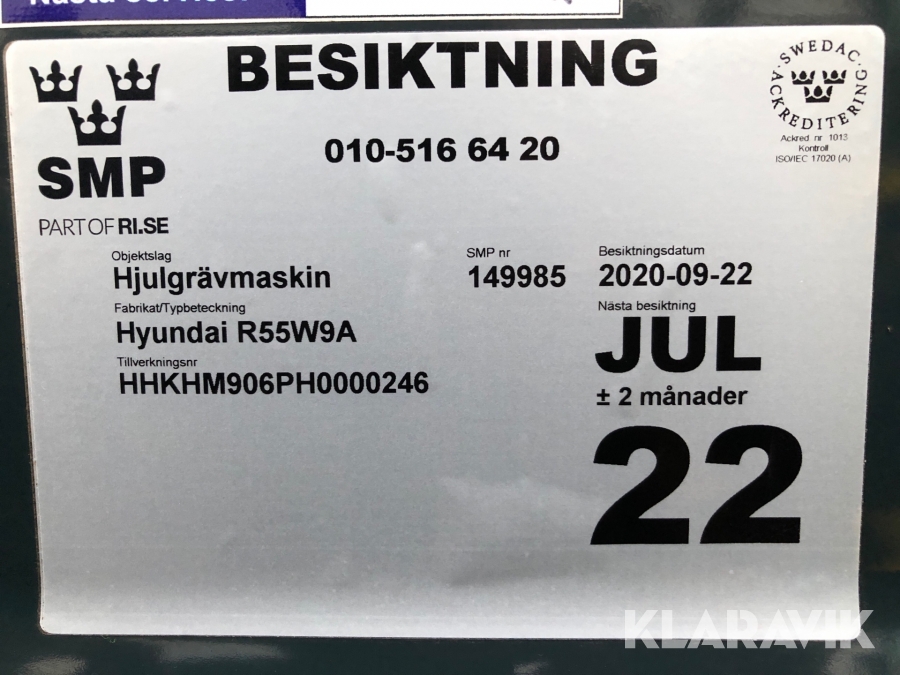 BESIKTNING
010-516 64 20
SMP
PART OF RI.SE
SWEDAC ACKREDITERING
Ackred. nr 1013
Kontroll
ISO/IEC 17020 (A)
Objektslag
Hjulgrävmaskin
SMP nr
149985
Besiktningsdatum
2020-09-22
Fabrikat/Typbeteckning
Hyundai R55W9A
Nästa besiktning
JUL
± 2 månader
22
Tillverkningsnr
HHKHM906PH0000246
KLARAVIK